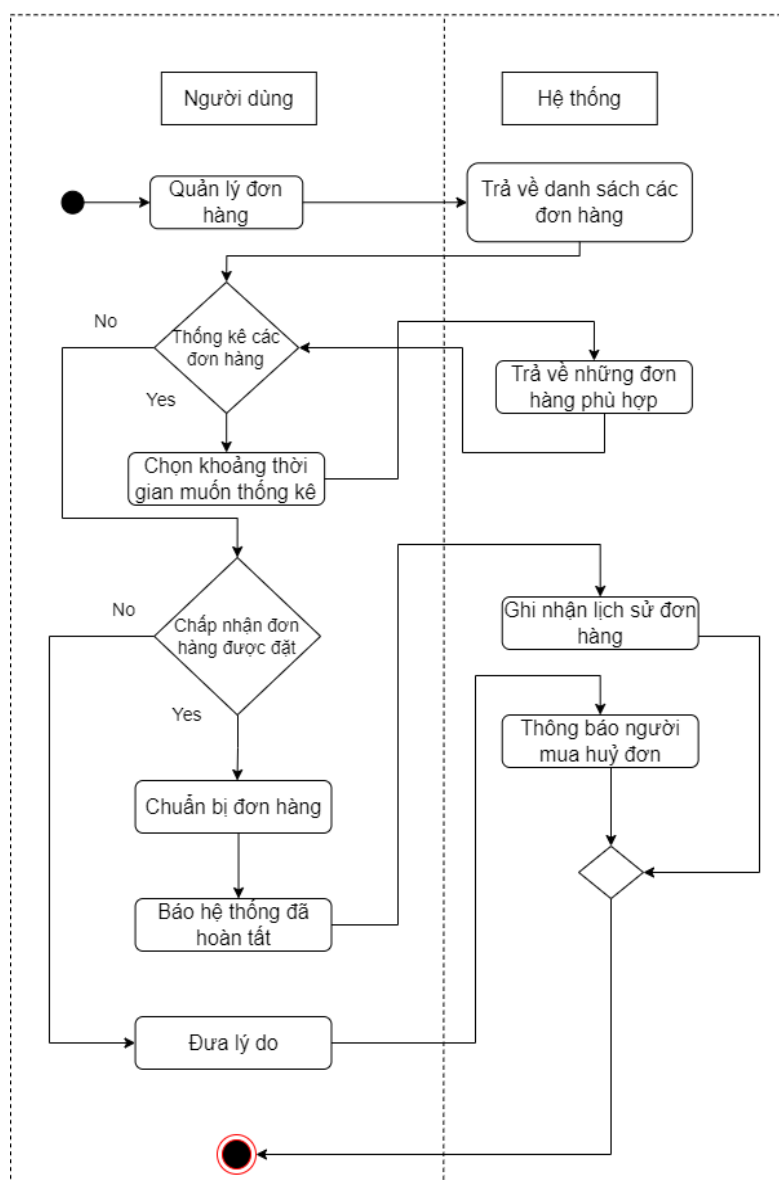 Người dùng
Hệ thống
Quản lý đơn
hàng
Trả về danh sách các
đơn hàng
No
Thống kê các
đơn hàng
Yes
Trả về những đơn
hàng phù hợp
Chọn khoảng thời
gian muốn thống kê
No
Chấp nhận đơn
hàng được đặt
Ghi nhận lịch sử đơn
hàng
Yes
Thông báo người
mua huỷ đơn
Chuẩn bị đơn hàng
Báo hệ thống đã
hoàn tất
Đưa lý do